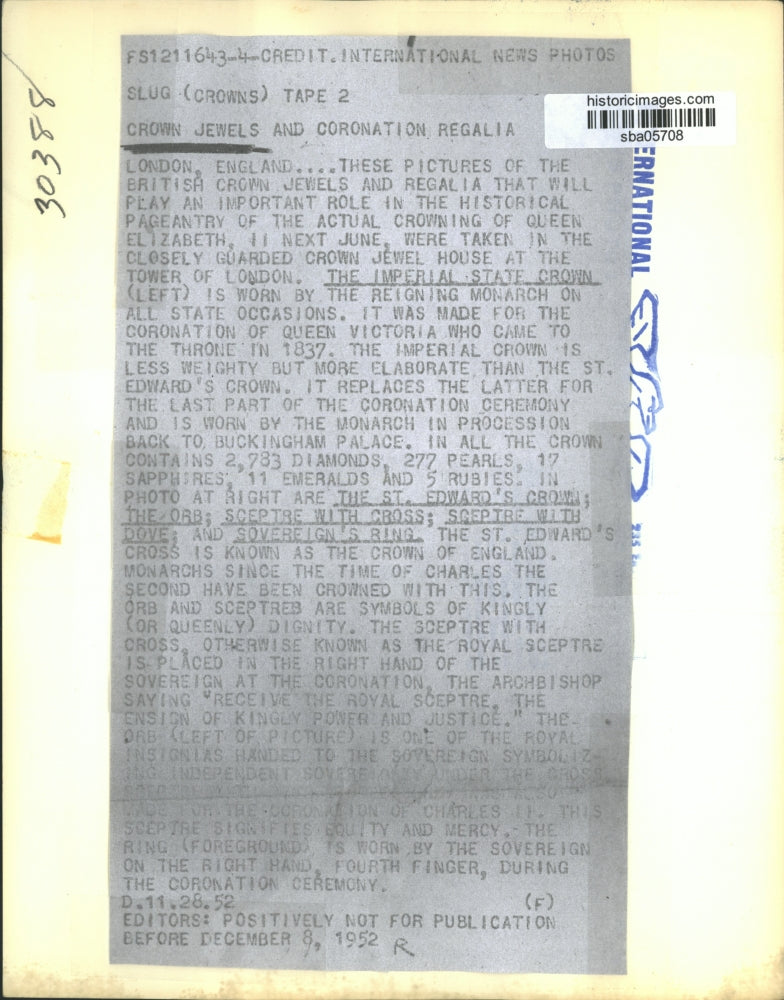 FS1211643-4-CREDIT.INTERNATIONAL NEWS PHOTOS
SLUG (CROWNS) TAPE 2
historicimages.com
sba05708
CROWN JEWELS AND CORONATION REGALIA
LONDON, ENGLAND....THESE PICTURES OF THE
BRITISH CROWN JEWELS AND REGALIA THAT WILL
PLAY AN IMPORTANT ROLE IN THE HISTORICAL
PAGEANTRY OF THE ACTUAL CROWNING OF QUEEN
ELIZABETH, II NEXT JUNE, WERE TAKEN IN THE
CLOSELY GUARDED CROWN JEWEL HOUSE AT THE
TOWER OF LONDON. THE IMPERIAL STATE CROWN
(LEFT) IS WORN BY THE REIGNING MONARCH ON
ALL STATE OCCASIONS. IT WAS MADE FOR THE
CORONATION OF QUEEN VICTORIA WHO CAME TO
THE THRONE IN 1837. THE IMPERIAL CROWN IS
LESS WEIGHTY BUT MORE ELABORATE THAN THE ST.
EDWARD'S CROWN. IT REPLACES THE LATTER FOR
THE LAST PART OF THE CORONATION CEREMONY
AND IS WORN BY THE MONARCH IN PROCESSION
BACK TO BUCKINGHAM PALACE. IN ALL THE CROWN
CONTAINS 2,783 DIAMONDS, 277 PEARLS, 17
SAPPHIRES, 11 EMERALDS AND 5 RUBIES. IN
PHOTO AT RIGHT ARE THE ST. EDWARD'S CROWN;
THE ORB; SCEPTRE WITH CROSS; SCEPTRE WITH
DOVE; AND SOVEREIGN'S RING. THE ST. EDWARD'S
CROSS IS KNOWN AS THE CROWN OF ENGLAND.
MONARCHS SINCE THE TIME OF CHARLES THE
SECOND HAVE BEEN CROWNED WITH THIS. THE
ORB AND SCEPTREB ARE SYMBOLS OF KINGLY
(OR QUEENLY) DIGNITY. THE SCEPTRE WITH
CROSS, OTHERWISE KNOWN AS THE ROYAL SCEPTRE
IS PLACED IN THE RIGHT HAND OF THE
SOVEREIGN AT THE CORONATION, THE ARCHBISHOP
SAYING "RECEIVE THE ROYAL SCEPTRE, THE
ENSIGN OF KINGLY POWER AND JUSTICE." THE
ORB (LEFT OF PICTURE) IS ONE OF THE ROYAL
INSIGNIAS HANDED TO THE SOVEREIGN SYMBOLIZ-
ING INDEPENDENT SOVEREIGNTY UNDER THE CROSS
THE CORONATION OF CHARLES II. THIS
SCEPTRE SIGNIFIES EQUITY AND MERCY. THE
RING (FOREGROUND) IS WORN BY THE SOVEREIGN
ON THE RIGHT HAND, FOURTH FINGER, DURING
THE CORONATION CEREMONY.
D.11.28.52 (F)
EDITORS: POSITIVELY NOT FOR PUBLICATION
BEFORE DECEMBER 8, 1952 R
30388
ERNATIONAL